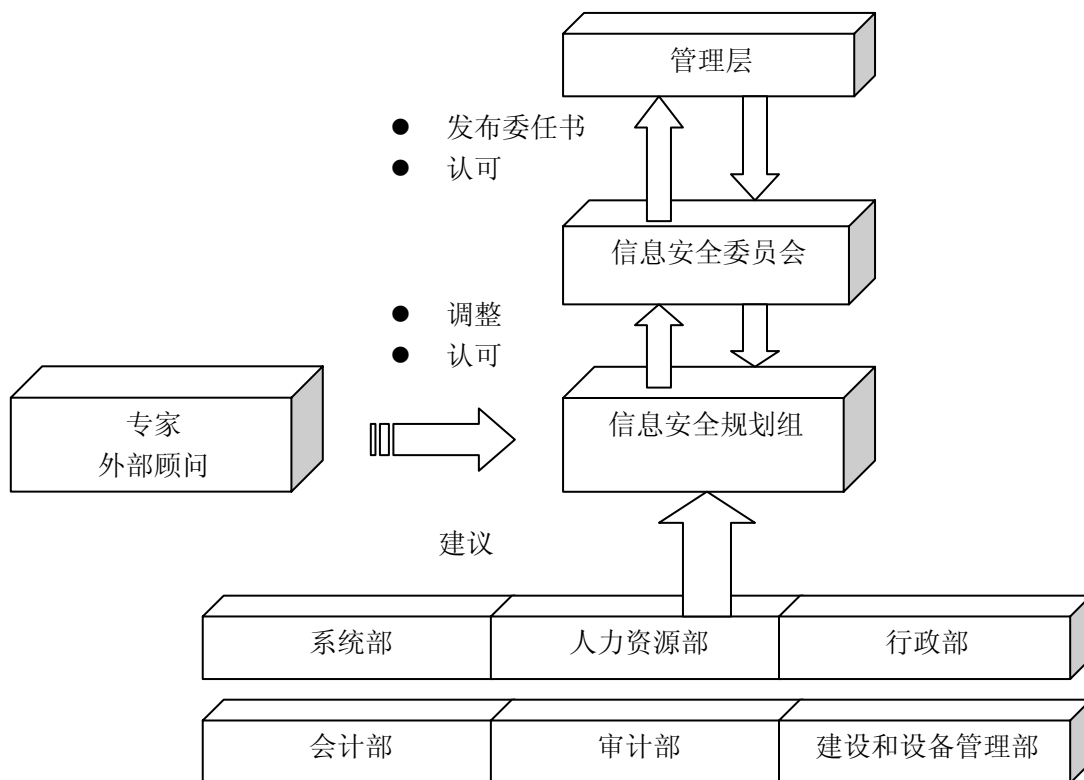 管理层
● 发布委任书
● 认可
信息安全委员会
● 调整
● 认可
专家
外部顾问
信息安全规划组
建议
系统部
人力资源部
行政部
会计部
审计部
建设和设备管理部